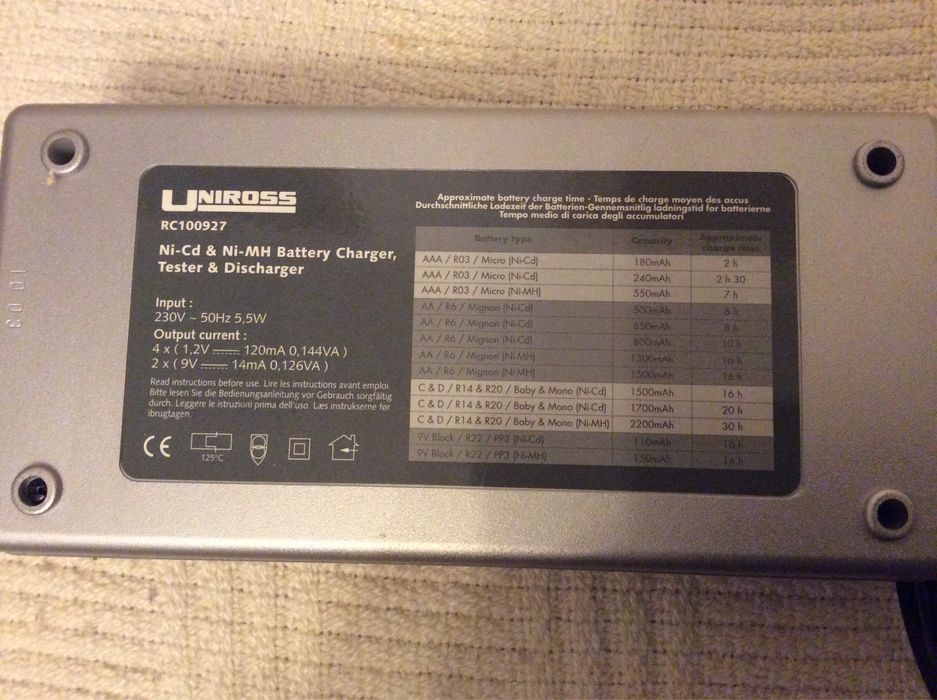 UNIROSS
RC100927
Ni-Cd & Ni-MH Battery Charger,
Tester & Discharger
Input :
230V ~ 50Hz 5,5W
Output current :
4 x ( 1,2V 120mA 0,144VA )
2 x ( 9V 14mA 0,126VA )
Read instructions before use. Lire les instructions avant emploi.
Bitte lesen Sie die Bedienungsanleitung vor Gebrauch sorgfältig
durch. Leggere le istruzioni prima dell'uso. Læs instrukserne før
ibrugtagen.
CE
125°C
Approximate battery charge time - Temps de charge moyen des accus
Durchschnittliche Ladezeit der Batterien-Gennemsnitlig ladningstid for batterierne
Tempo medio di carica degli accumulatori
Battery type Capacity Approximate charge time
AAA / R03 / Micro (Ni-Cd) 180mAh 2 h
AAA / R03 / Micro (Ni-Cd) 240mAh 2 h 30
AAA / R03 / Micro (Ni-MH) 550mAh 7 h
AA / R6 / Mignon (Ni-Cd) 500mAh 6 h
AA / R6 / Mignon (Ni-Cd) 650mAh 8 h
AA / R6 / Mignon (Ni-Cd) 800mAh 10 h
AA / R6 / Mignon (Ni-MH) 1300mAh 16 h
AA / R6 / Mignon (Ni-MH) 1500mAh 16 h
C & D / R14 & R20 / Baby & Mono (Ni-Cd) 1500mAh 16 h
C & D / R14 & R20 / Baby & Mono (Ni-Cd) 1700mAh 20 h
C & D / R14 & R20 / Baby & Mono (Ni-MH) 2200mAh 30 h
9V Block / R22 / PP3 (Ni-Cd) 110mAh 16 h
9V Block / R22 / PP3 (Ni-MH) 150mAh 16 h